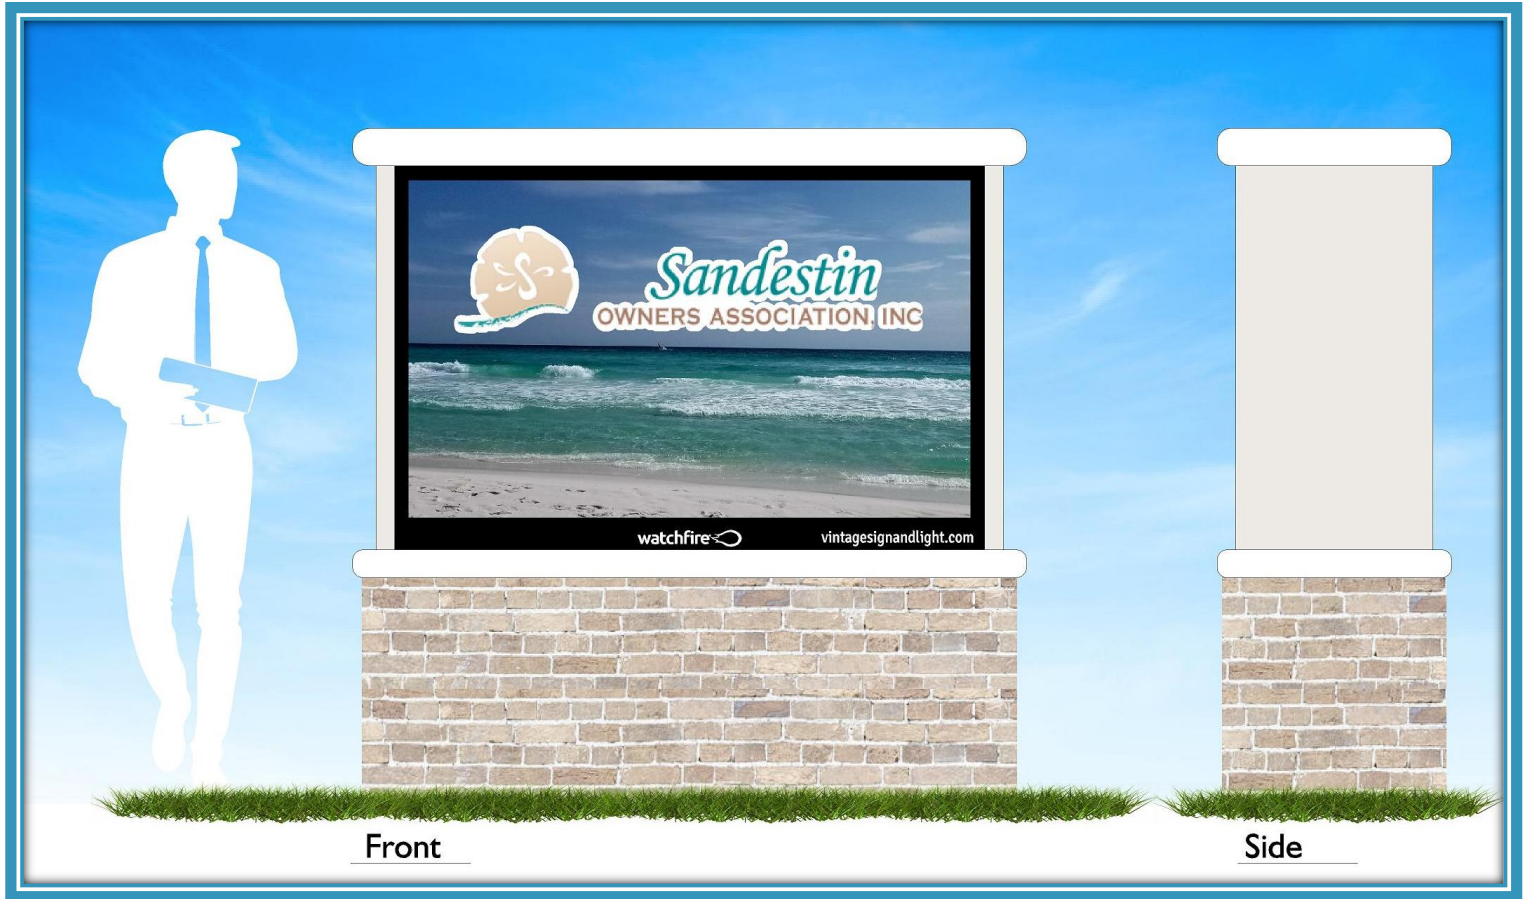 Sandestin
OWNERS ASSOCIATION, INC
watchfire
vintagesignandlight.com
Front
Side